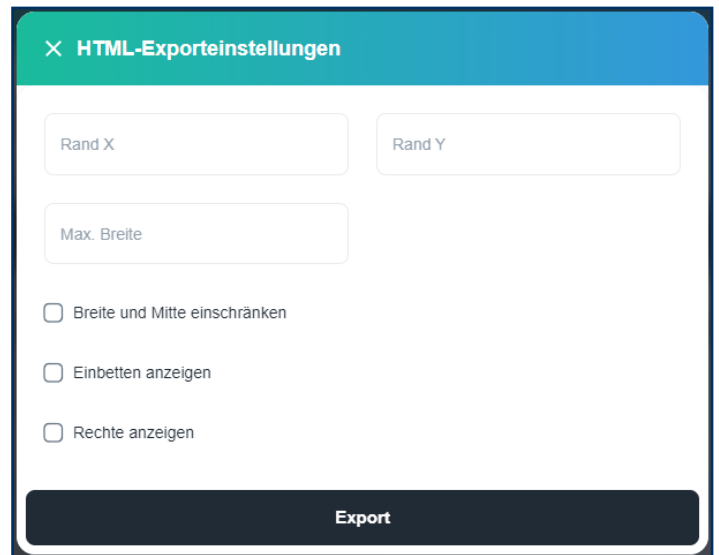 HTML-Exporteinstellungen
Rand X
Rand Y
Max. Breite
Breite und Mitte einschränken
Einbetten anzeigen
Rechte anzeigen
Export